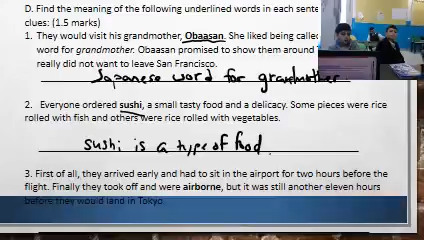 D. Find the meaning of the following underlined words in each sente
clues: (1.5 marks)
1. They would visit his grandmother, Obaasan. She liked being calle
word for grandmother. Obaasan promised to show them around
really did not want to leave San Francisco.
Japanese word for grandmother
2. Everyone ordered sushi, a small tasty food and a delicacy. Some pieces were rice
rolled with fish and others were rice rolled with vegetables.
sushi is a type of food.
3. First of all, they arrived early and had to sit in the airport for two hours before the
flight. Finally they took off and were airborne, but it was still another eleven hours
before they would land in Tokyo.